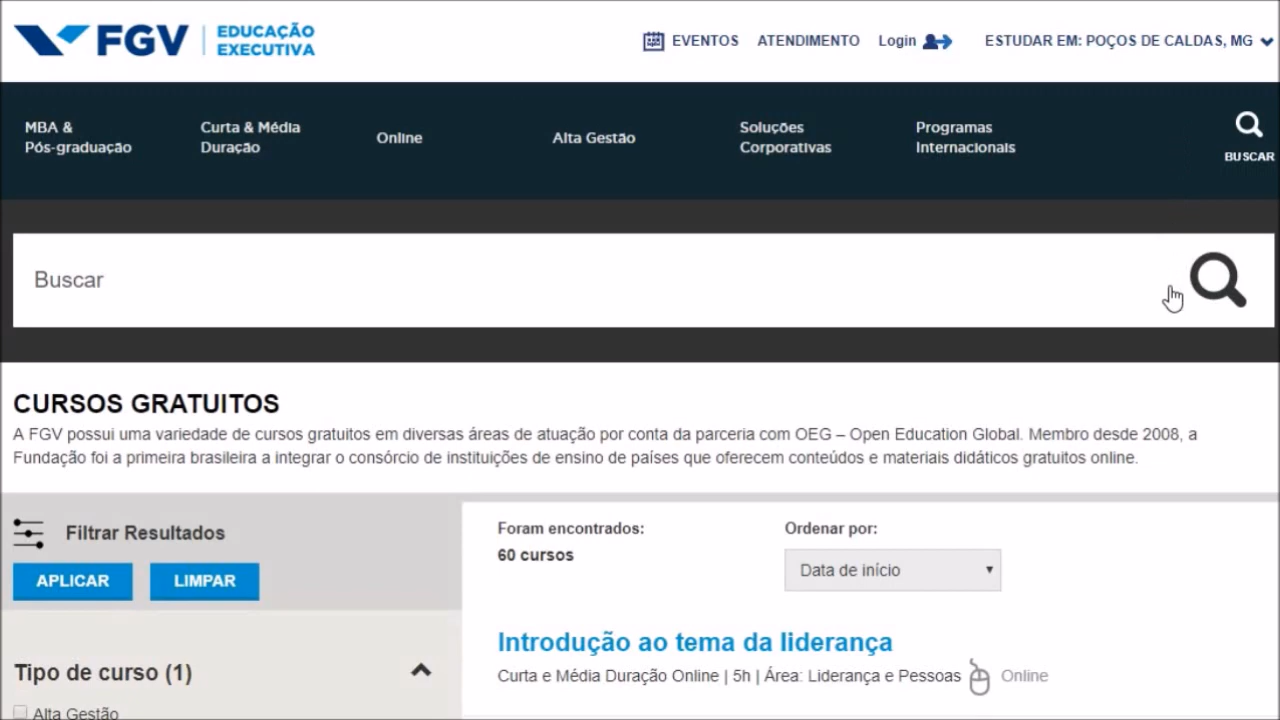 FGV EDUCAÇÃO EXECUTIVA
EVENTOS ATENDIMENTO Login ESTUDAR EM: POÇOS DE CALDAS, MG
MBA & Pós-graduação
Curta & Média Duração
Online
Alta Gestão
Soluções Corporativas
Programas Internacionais
BUSCAR
Buscar
CURSOS GRATUITOS
A FGV possui uma variedade de cursos gratuitos em diversas áreas de atuação por conta da parceria com OEG – Open Education Global. Membro desde 2008, a
Fundação foi a primeira brasileira a integrar o consórcio de instituições de ensino de países que oferecem conteúdos e materiais didáticos gratuitos online.
Filtrar Resultados
APLICAR LIMPAR
Tipo de curso (1)
Alta Gestão
Foram encontrados:
60 cursos
Ordenar por:
Data de início
Introdução ao tema da liderança
Curta e Média Duração Online | 5h | Área: Liderança e Pessoas Online